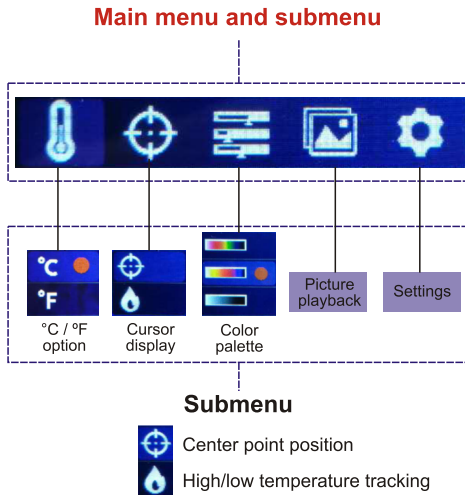 Main menu and submenu
°C
°F
°C / ºF
option
Cursor
display
Color
palette
Picture
playback
Settings
Submenu
Center point position
High/low temperature tracking